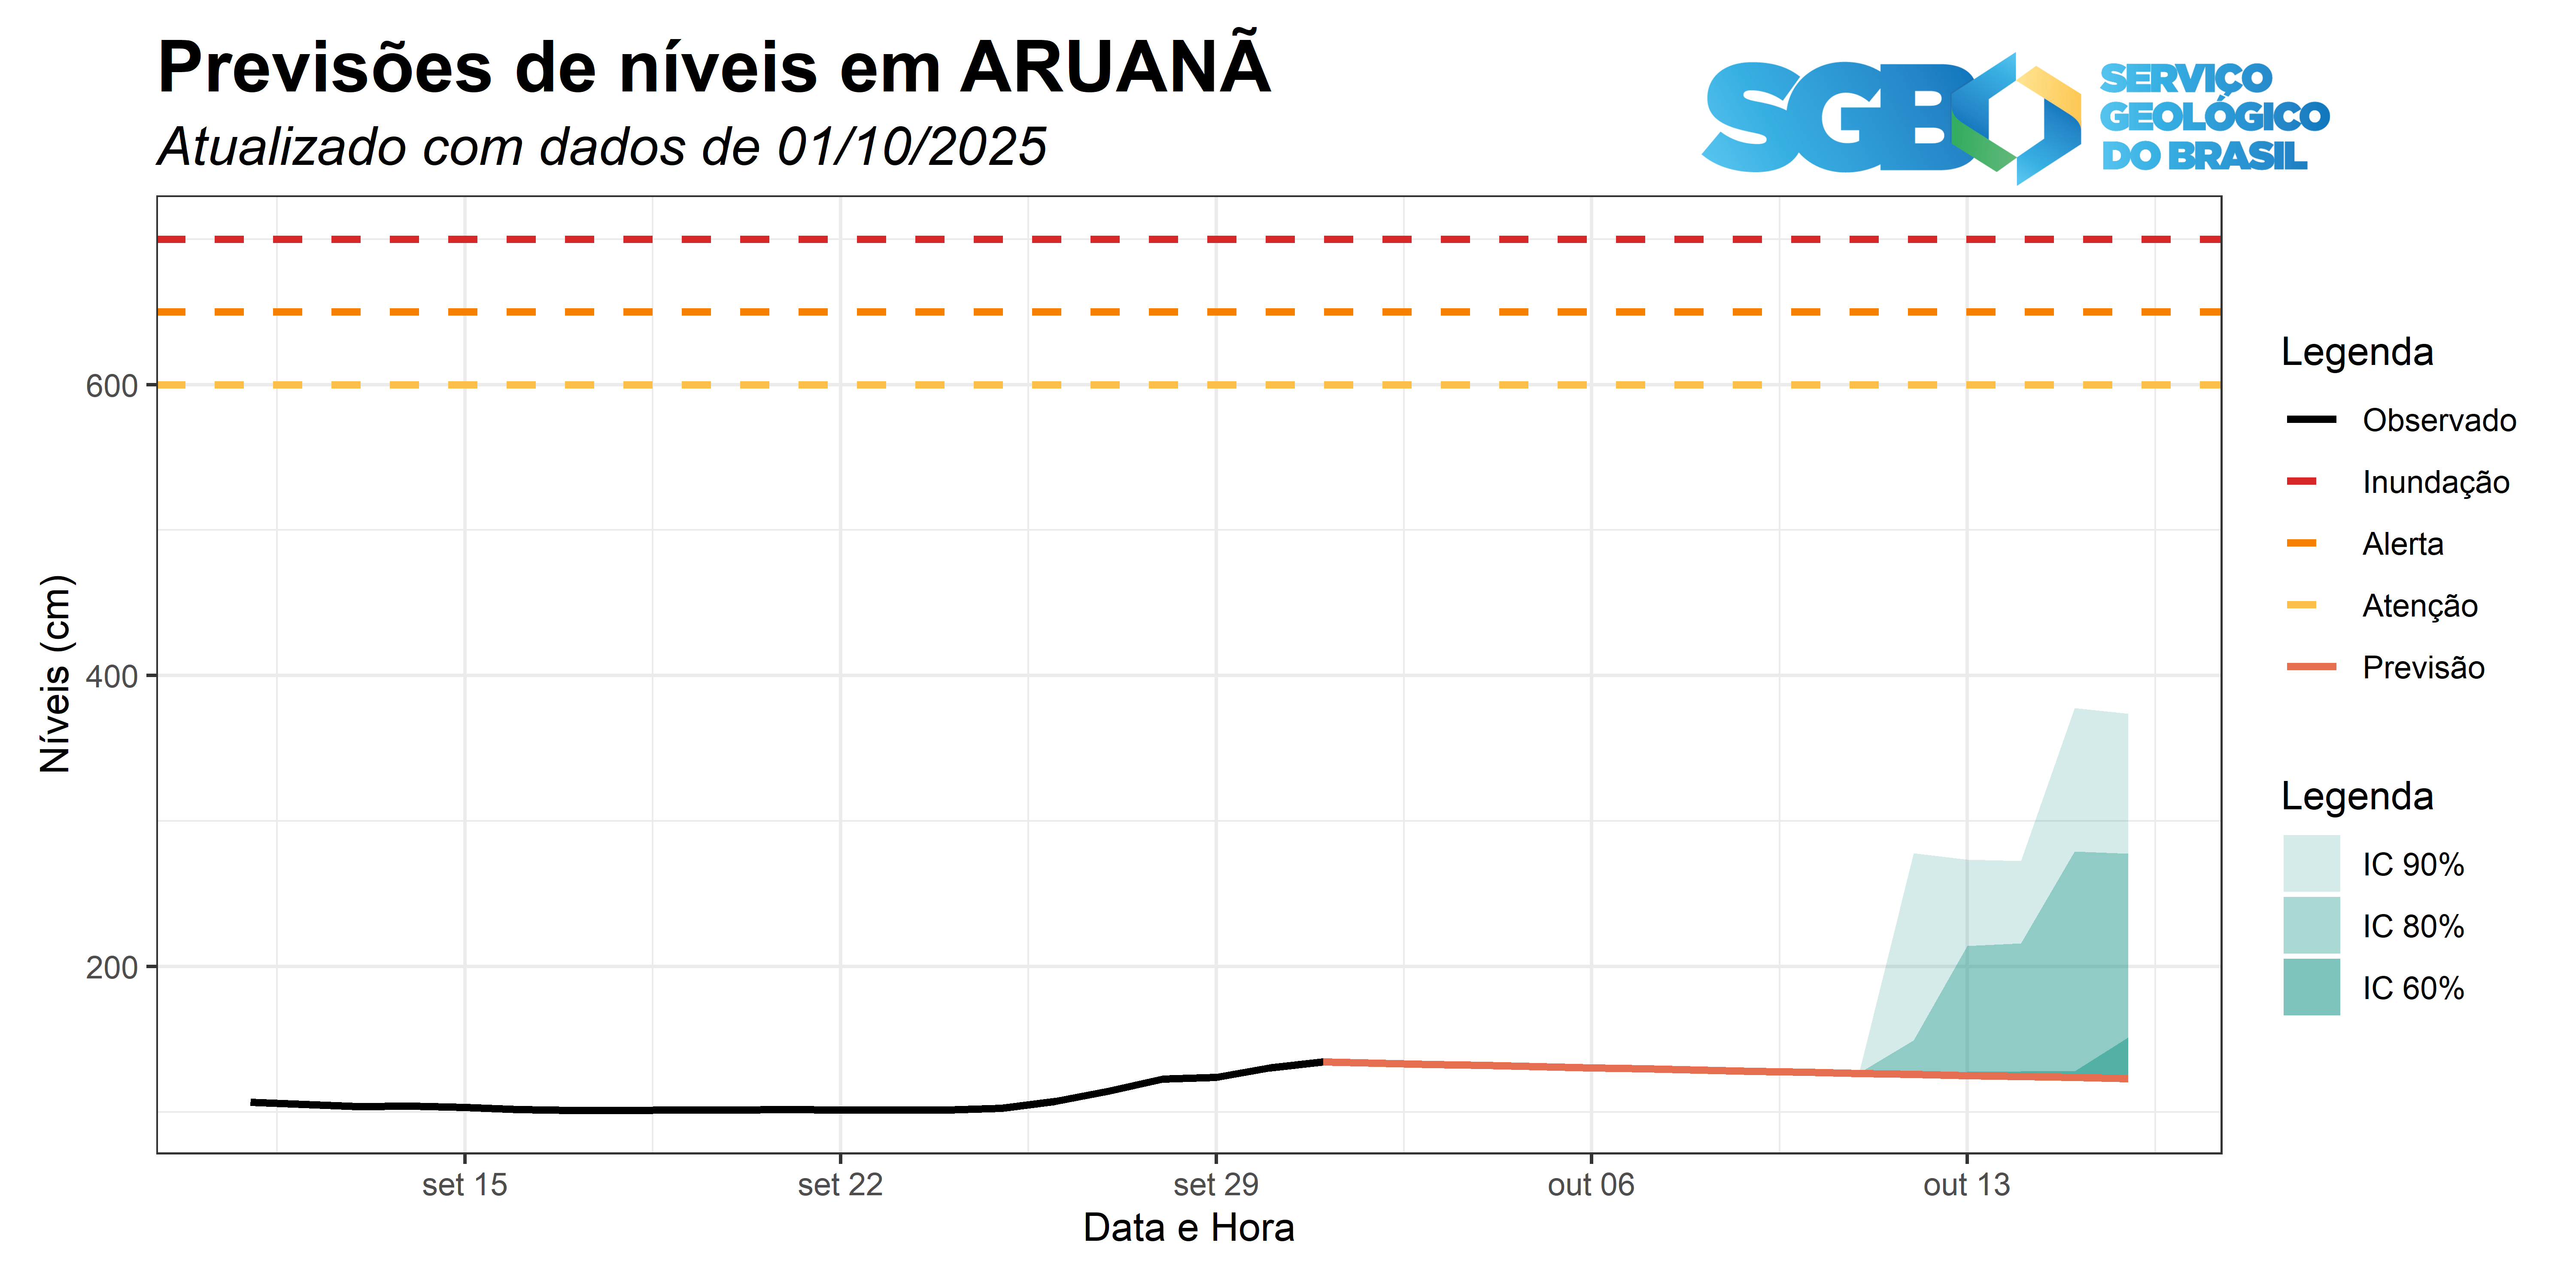 Previsões de níveis em ARUANÃ
Atualizado com dados de 01/10/2025
SGB
SERVIÇO
GEOLÓGICO
DO BRASIL
Níveis (cm)
600
400
200
set 15
set 22
set 29
out 06
out 13
Data e Hora
Legenda
Observado
Inundação
Alerta
Atenção
Previsão
Legenda
IC 90%
IC 80%
IC 60%